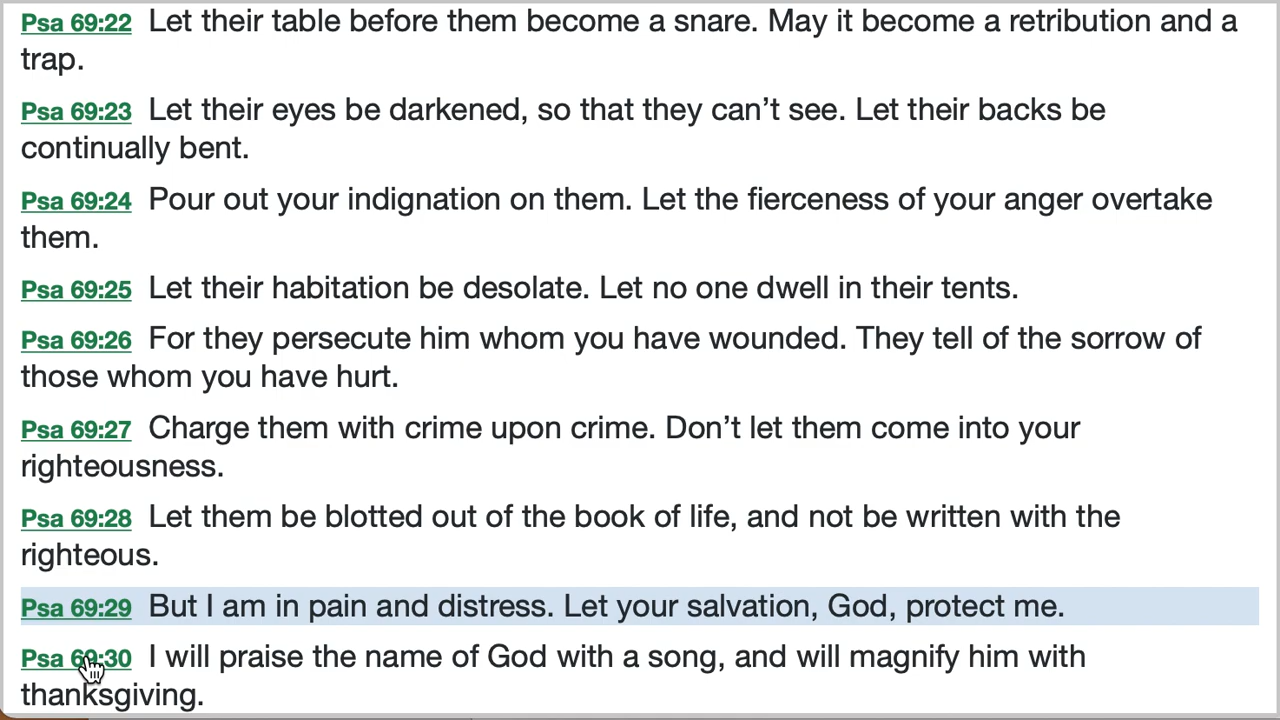 Psa 69:22 Let their table before them become a snare. May it become a retribution and a
trap.
Psa 69:23 Let their eyes be darkened, so that they can’t see. Let their backs be
continually bent.
Psa 69:24 Pour out your indignation on them. Let the fierceness of your anger overtake
them.
Psa 69:25 Let their habitation be desolate. Let no one dwell in their tents.
Psa 69:26 For they persecute him whom you have wounded. They tell of the sorrow of
those whom you have hurt.
Psa 69:27 Charge them with crime upon crime. Don’t let them come into your
righteousness.
Psa 69:28 Let them be blotted out of the book of life, and not be written with the
righteous.
Psa 69:29 But I am in pain and distress. Let your salvation, God, protect me.
Psa 69:30 I will praise the name of God with a song, and will magnify him with
thanksgiving.